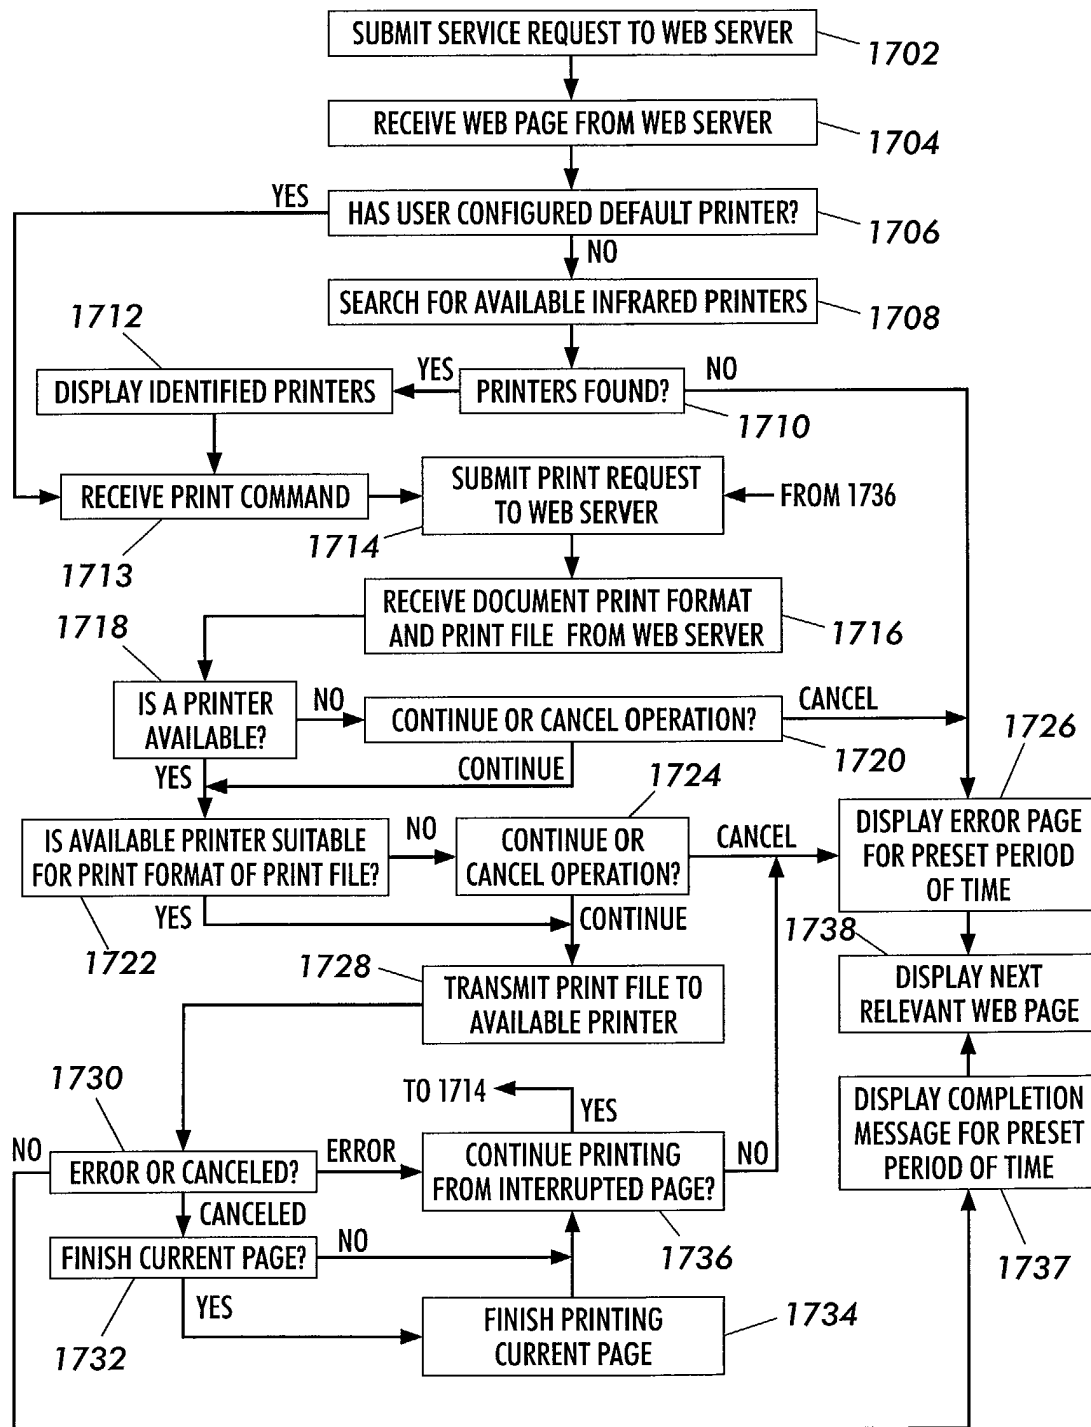 SUBMIT SERVICE REQUEST TO WEB SERVER
1702
RECEIVE WEB PAGE FROM WEB SERVER
1704
YES
HAS USER CONFIGURED DEFAULT PRINTER?
1706
NO
SEARCH FOR AVAILABLE INFRARED PRINTERS
1708
1712
DISPLAY IDENTIFIED PRINTERS
YES
PRINTERS FOUND?
NO
1710
RECEIVE PRINT COMMAND
1713
SUBMIT PRINT REQUEST
TO WEB SERVER
FROM 1736
1714
RECEIVE DOCUMENT PRINT FORMAT
AND PRINT FILE FROM WEB SERVER
1716
1718
IS A PRINTER
AVAILABLE?
NO
CONTINUE OR CANCEL OPERATION?
CANCEL
1720
YES
CONTINUE
1724
1726
IS AVAILABLE PRINTER SUITABLE
FOR PRINT FORMAT OF PRINT FILE?
NO
CONTINUE OR
CANCEL OPERATION?
CANCEL
DISPLAY ERROR PAGE
FOR PRESET PERIOD
OF TIME
YES
CONTINUE
1722
1738
DISPLAY NEXT
RELEVANT WEB PAGE
1728
TRANSMIT PRINT FILE TO
AVAILABLE PRINTER
1730
TO 1714
YES
DISPLAY COMPLETION
MESSAGE FOR PRESET
PERIOD OF TIME
1737
NO
ERROR OR CANCELED?
ERROR
CONTINUE PRINTING
FROM INTERRUPTED PAGE?
NO
1736
CANCELED
FINISH CURRENT PAGE?
NO
1732
YES
FINISH PRINTING
CURRENT PAGE
1734